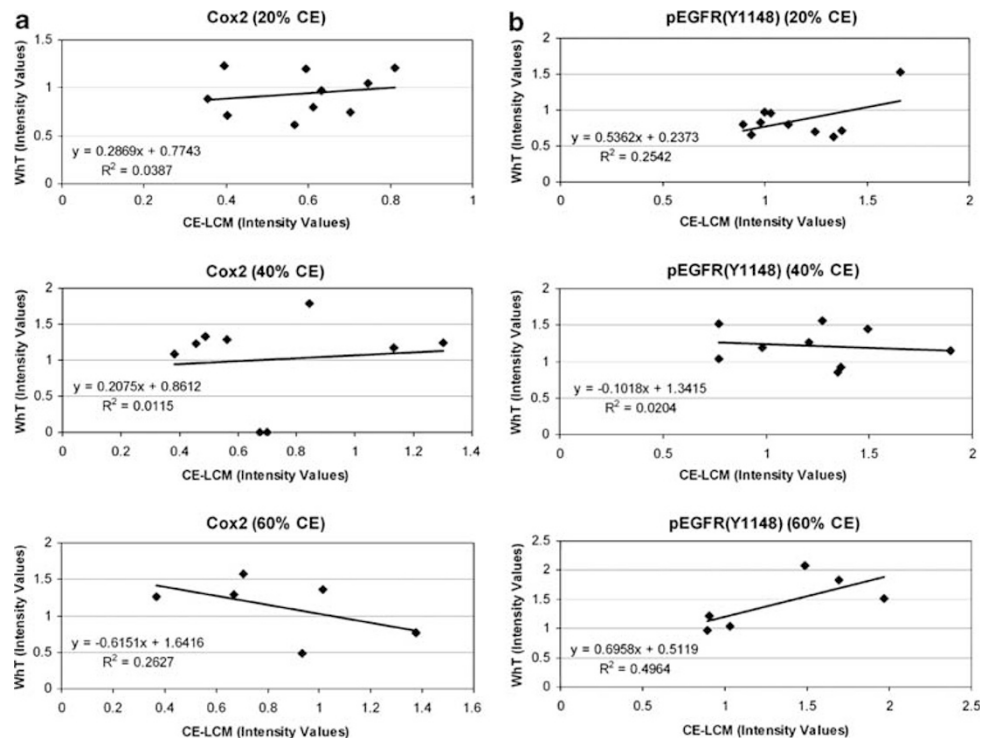 a
Cox2 (20% CE)
WhT (Intensity Values)
1.5
1
0.5
0
y = 0.2869x + 0.7743
R² = 0.0387
0 0.2 0.4 0.6 0.8 1
CE-LCM (Intensity Values)
Cox2 (40% CE)
WhT (Intensity Values)
2
1.5
1
0.5
0
y = 0.2075x + 0.8612
R² = 0.0115
0 0.2 0.4 0.6 0.8 1 1.2 1.4
CE-LCM (Intensity Values)
Cox2 (60% CE)
WhT (Intensity Values)
2
1.5
1
0.5
0
y = -0.6151x + 1.6416
R² = 0.2627
0 0.2 0.4 0.6 0.8 1 1.2 1.4 1.6
CE-LCM (Intensity Values)
b
pEGFR(Y1148) (20% CE)
WhT (Intensity Values)
2
1.5
1
0.5
0
y = 0.5362x + 0.2373
R² = 0.2542
0 0.5 1 1.5 2
CE-LCM (Intensity Values)
pEGFR(Y1148) (40% CE)
WhT (Intensity Values)
2
1.5
1
0.5
0
y = -0.1018x + 1.3415
R² = 0.0204
0 0.5 1 1.5 2
CE-LCM (Intensity Values)
pEGFR(Y1148) (60% CE)
WhT (Intensity Values)
2.5
2
1.5
1
0.5
0
y = 0.6958x + 0.5119
R² = 0.4964
0 0.5 1 1.5 2 2.5
CE-LCM (Intensity Values)